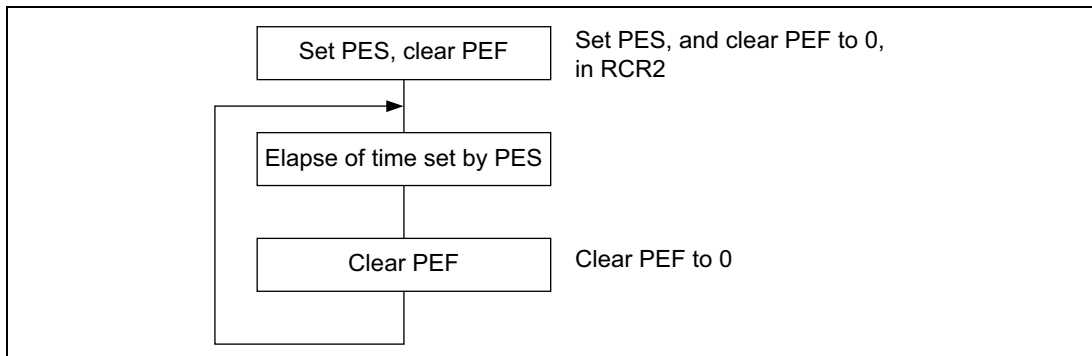 Set PES, clear PEF
Set PES, and clear PEF to 0,
in RCR2
Elapse of time set by PES
Clear PEF
Clear PEF to 0